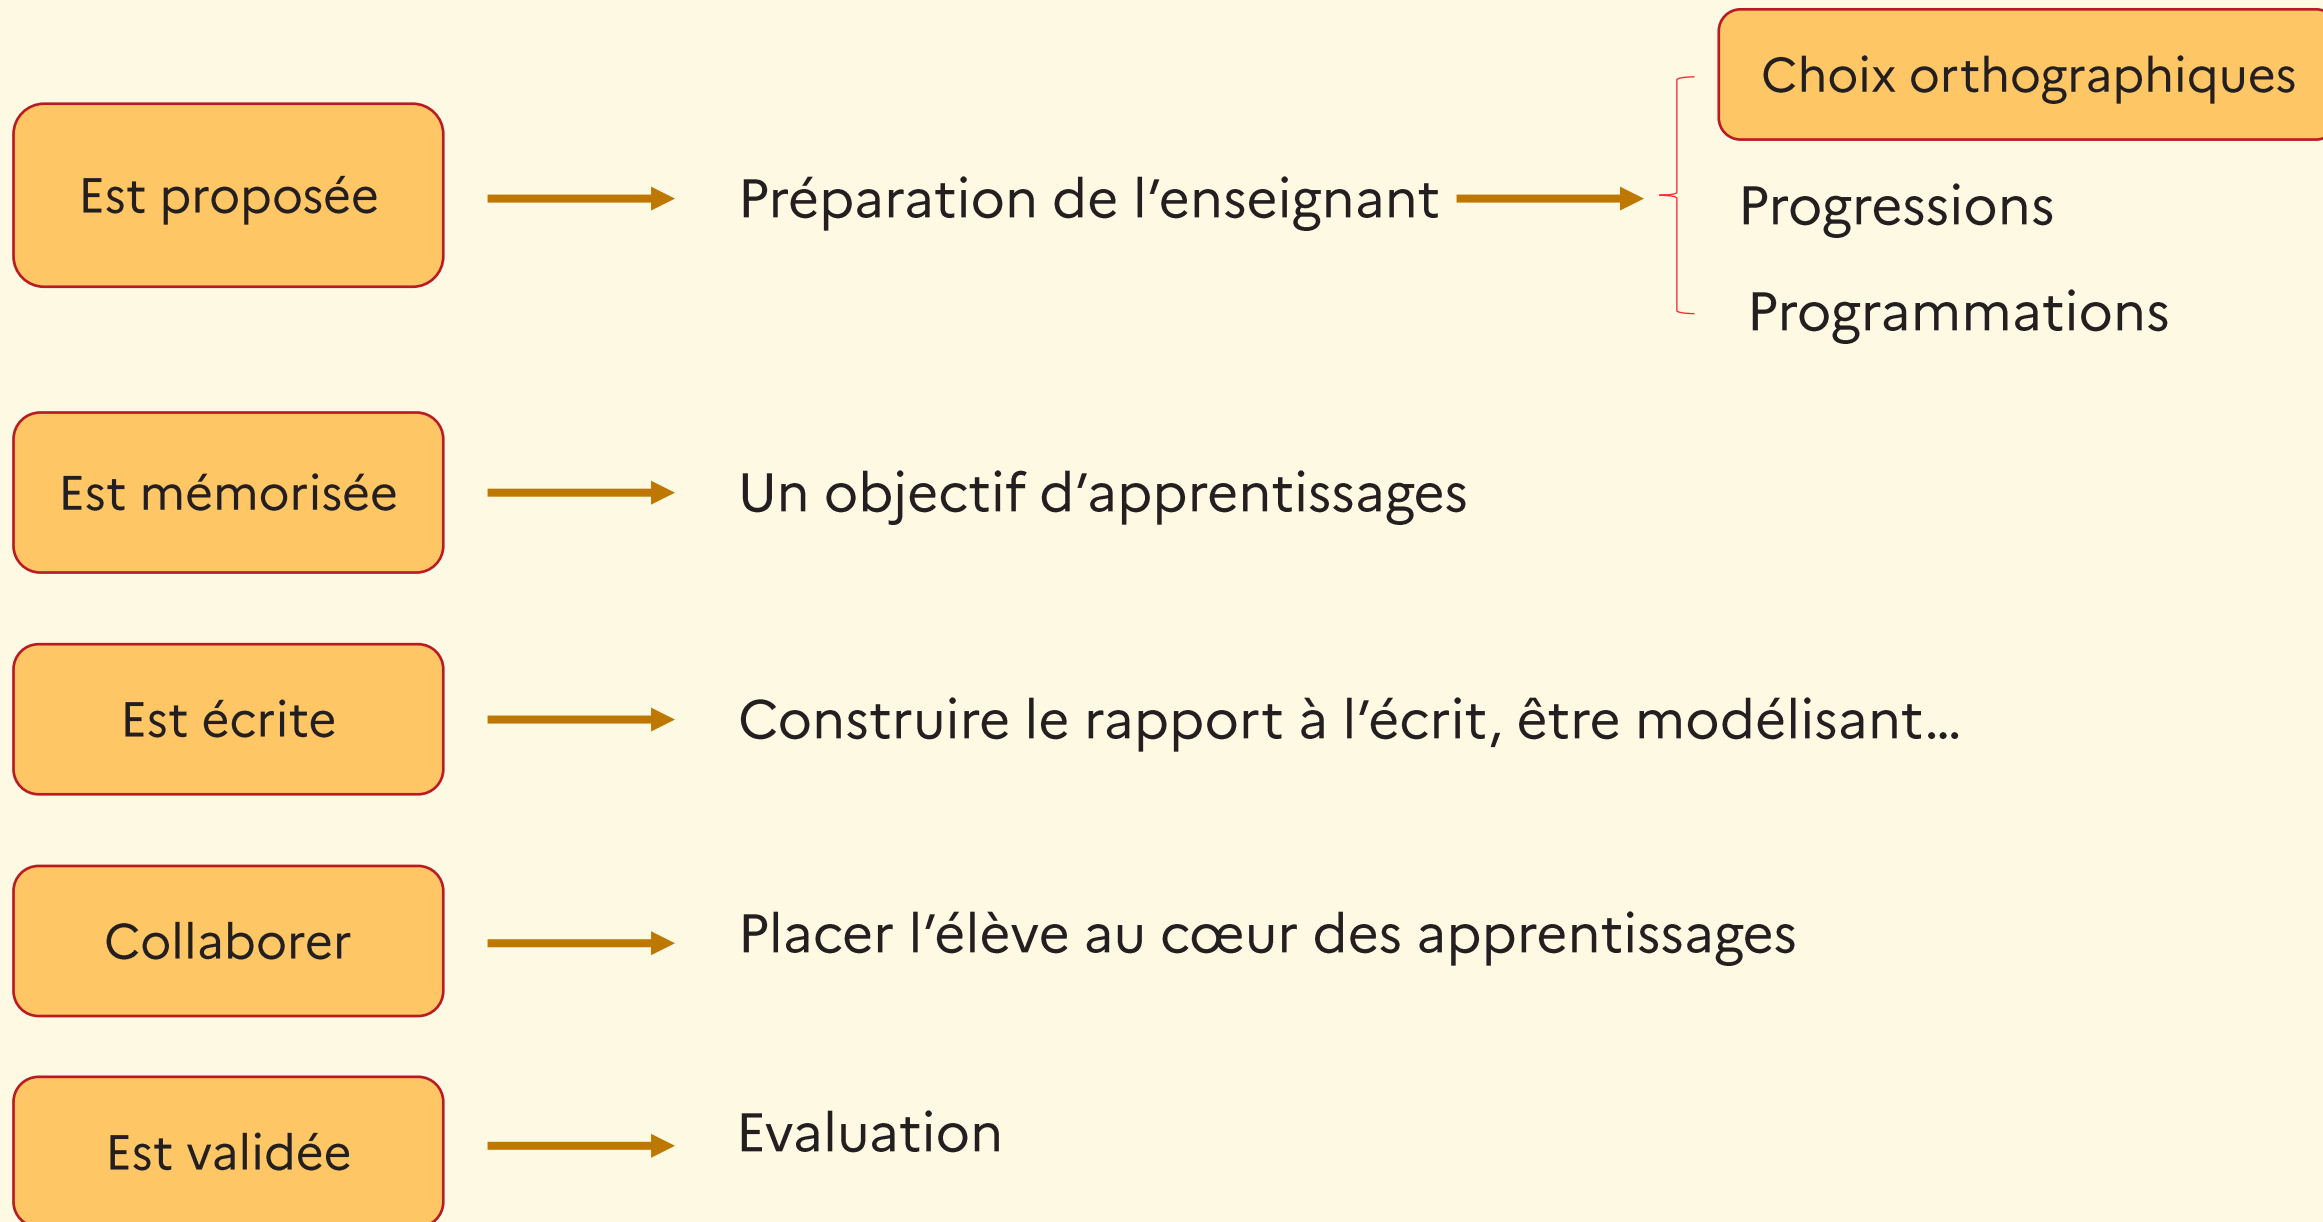 Choix orthographiques
Est proposée
Préparation de l’enseignant
Progressions
Programmations
Est mémorisée
Un objectif d’apprentissages
Est écrite
Construire le rapport à l’écrit, être modélisant…
Collaborer
Placer l’élève au cœur des apprentissages
Est validée
Evaluation